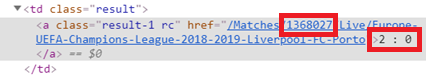 ▼<td class="result">
▼<a class="result-1 rc" href="/Matches/1368027/Live/Europe-
UEFA-Champions-League-2018-2019-Liverpool-FC-Porto">2 : 0
</a> == $0
</td>